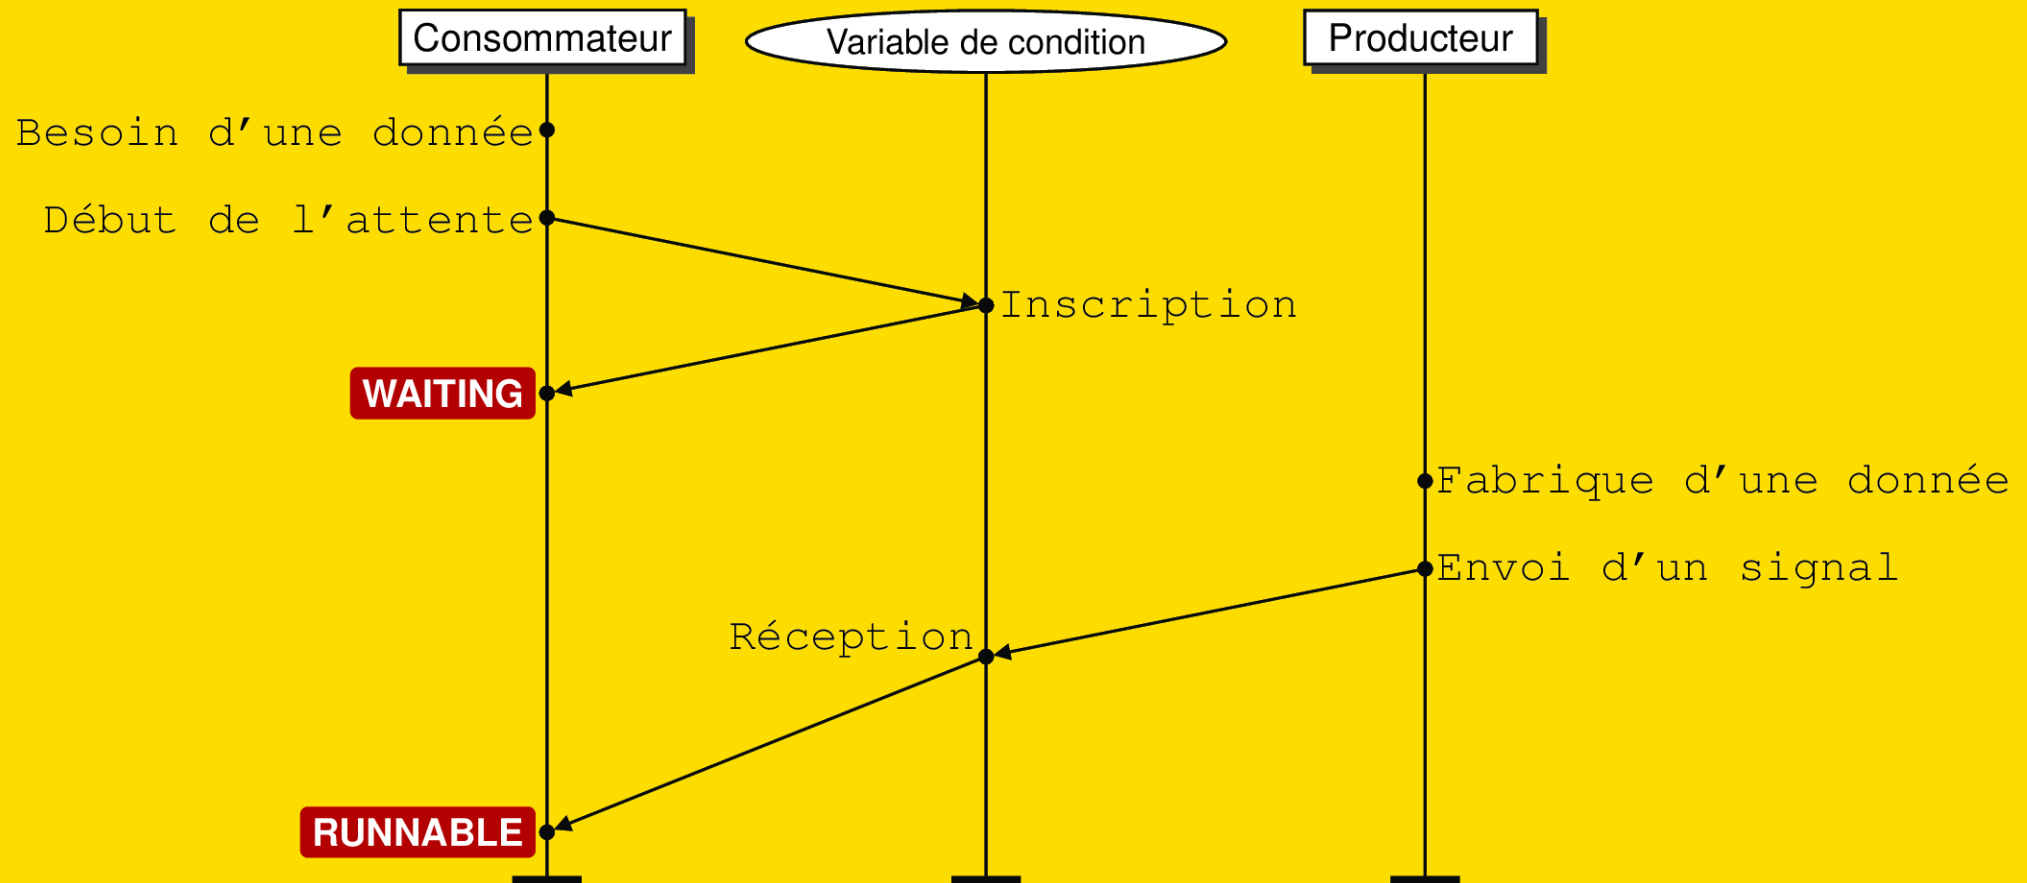 Consommateur
Variable de condition
Producteur
Besoin d’une donnée
Début de l’attente
Inscription
WAITING
Fabrique d’une donnée
Envoi d’un signal
Réception
RUNNABLE